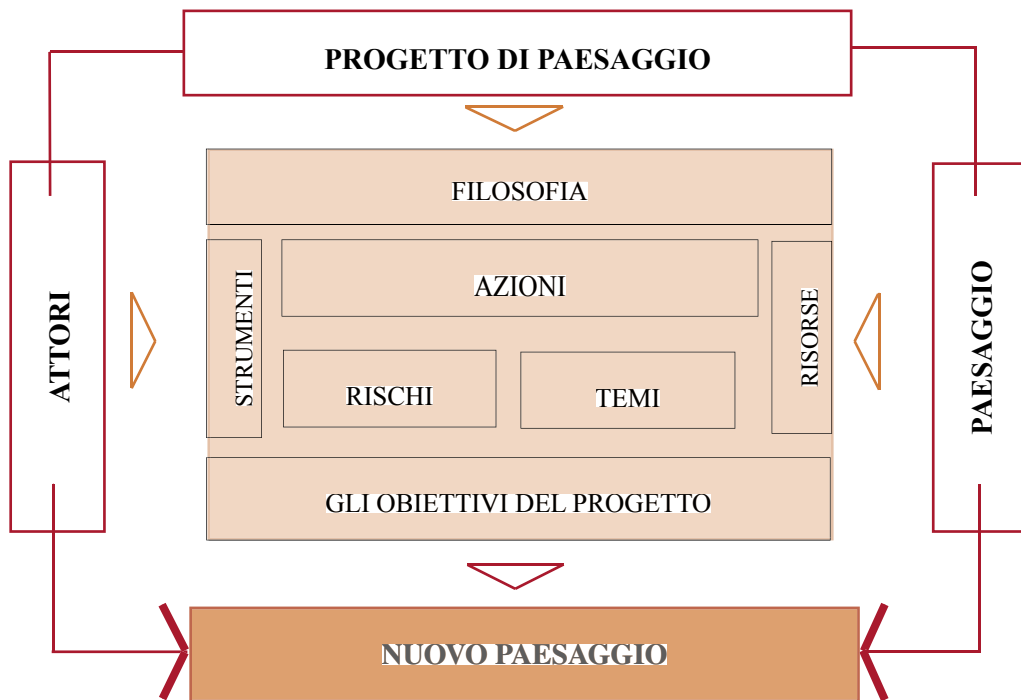 PROGETTO DI PAESAGGIO
FILOSOFIA
ATTORI
STRUMENTI
AZIONI
RISORSE
PAESAGGIO
RISCHI
TEMI
GLI OBIETTIVI DEL PROGETTO
NUOVO PAESAGGIO